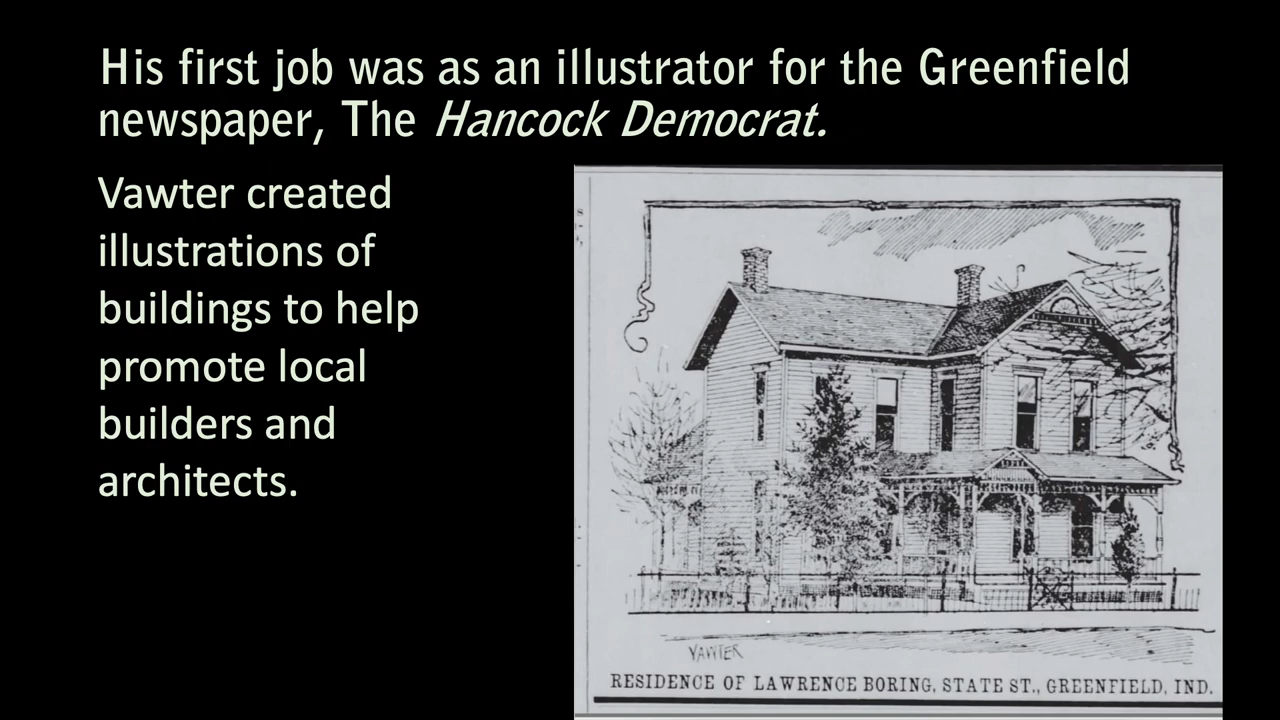 His first job was as an illustrator for the Greenfield
newspaper, The Hancock Democrat.
Vawter created
illustrations of
buildings to help
promote local
builders and
architects.
VAWTER
RESIDENCE OF LAWRENCE BORING, STATE ST., GREENFIELD, IND.